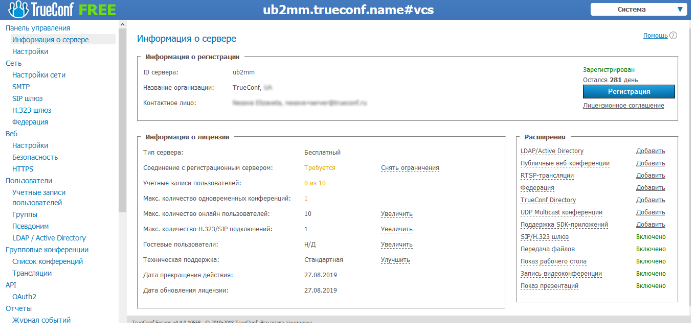 TrueConf FREE
ub2mm.trueconf.name#vcs
Система
Панель управления
Информация о сервере
Настройки
Сеть
Настройки сети
SMTP
SIP шлюз
H.323 шлюз
Федерация
Веб
Настройки
Безопасность
HTTPS
Пользователи
Учетные записи
пользователей
Группы
Псевдоним
LDAP / Active Directory
Групповые конференции
Список конференций
Трансляции
API
OAuth2
Отчеты
Журнал событий
Информация о сервере
Помощь
Информация о регистрации
ID сервера: ub2mm
Название организации: TrueConf,
Контактное лицо:
Зарегистрирован
Остался 281 день
Регистрация
Лицензионное соглашение
Информация о лицензии
Тип сервера: Бесплатный
Соединение с регистрационным сервером: Требуется Снять ограничения
Учетные записи пользователей: 0 из 10
Макс. количество одновременных конференций: 1
Макс. количество онлайн пользователей: 10 Увеличить
Макс. количество H.323/SIP подключений: 1 Увеличить
Гостевые пользователи: Н/Д Увеличить
Техническая поддержка: Стандартная Улучшить
Дата прекращения действия: 27.08.2019
Дата обновления лицензии: 27.08.2019
Расширения
LDAP/Active Directory Добавить
Публичные веб-конференции Добавить
RTSP-трансляции Добавить
Федерация Добавить
TrueConf Directory Добавить
UDP Multicast конференции Добавить
Поддержка SDK-приложений Добавить
SIP/H.323 шлюз Включено
Передача файлов Включено
Показ рабочего стола Включено
Запись видеоконференции Включено
Показ презентаций Включено